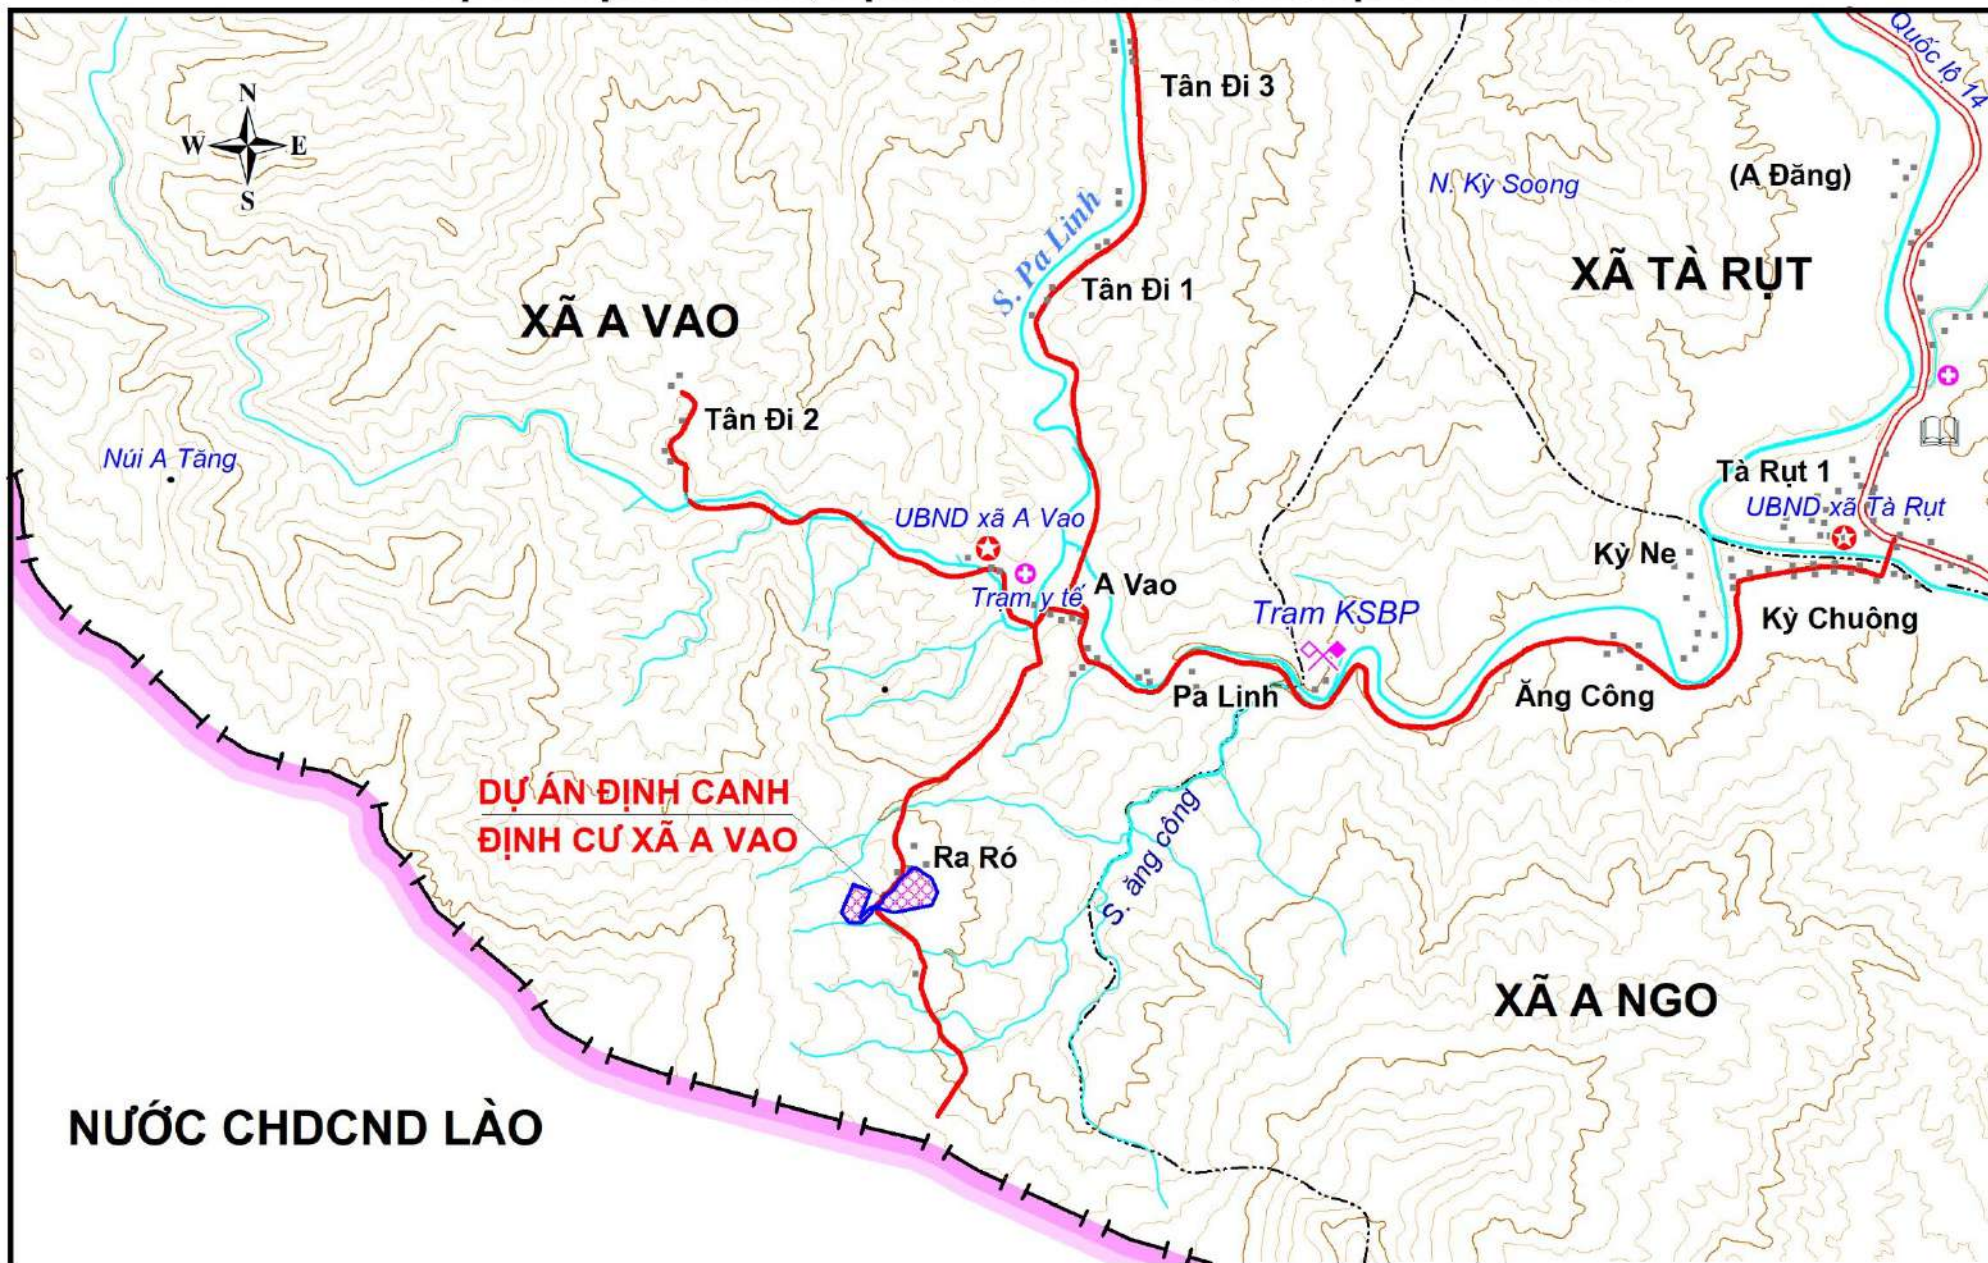 Quốc lộ 14
N
W E
S
Tân Đi 3
N. Kỳ Soong
(A Đăng)
S. Pa Linh
XÃ TÀ RỤT
Tân Đi 1
XÃ A VAO
Tân Đi 2
Núi A Tăng
Tà Rụt 1
UBND xã Tà Rụt
UBND xã A Vao
Kỳ Ne
Trạm y tế
A Vao
Trạm KSBP
Kỳ Chuông
Pa Linh
Ăng Công
DỰ ÁN ĐỊNH CANH
ĐỊNH CƯ XÃ A VAO
Ra Ró
S. ăng công
XÃ A NGO
NƯỚC CHDCND LÀO